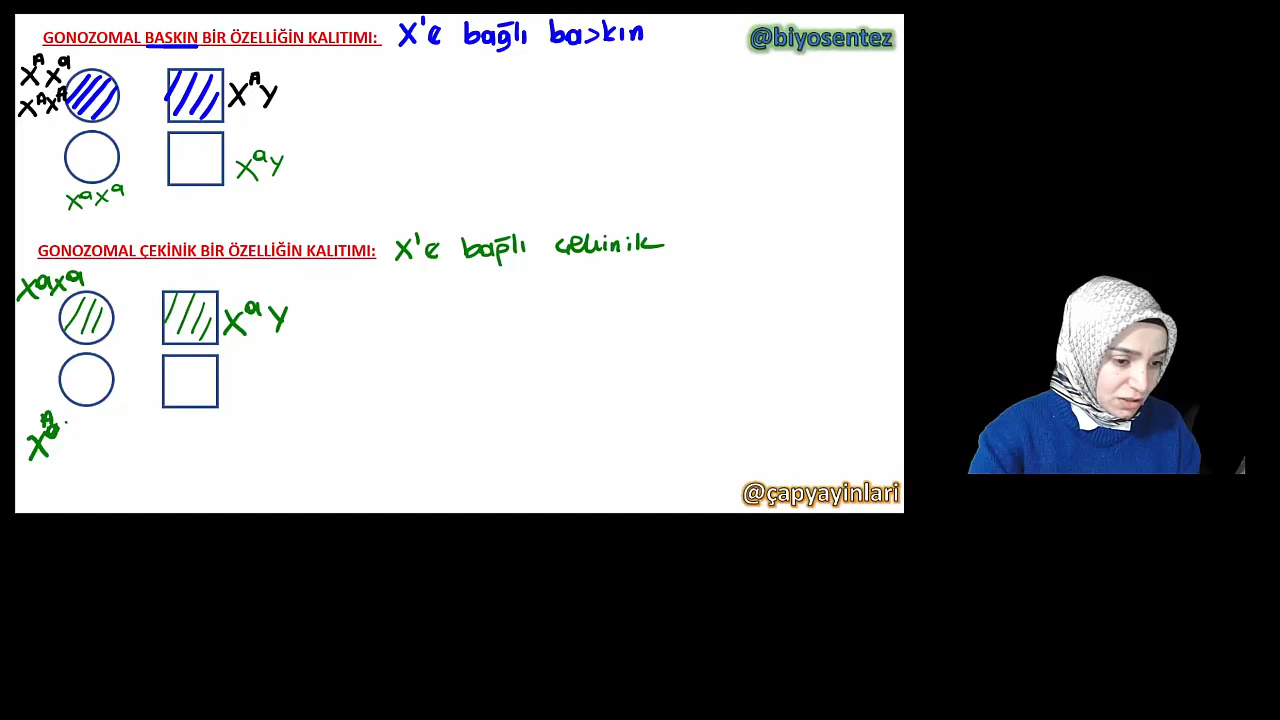 GONOZOMAL BASKIN BİR ÖZELLİĞİN KALITIMI: X'e bağlı baskın
@biyosentez
XᴬXᵃ
XᴬXᴬ
XᴬY
XᵃY
XᵃXᵃ
GONOZOMAL ÇEKİNİK BİR ÖZELLİĞİN KALITIMI: X'e bağlı çekinik
XᵃXᵃ
XᵃY
@çapyayinlari